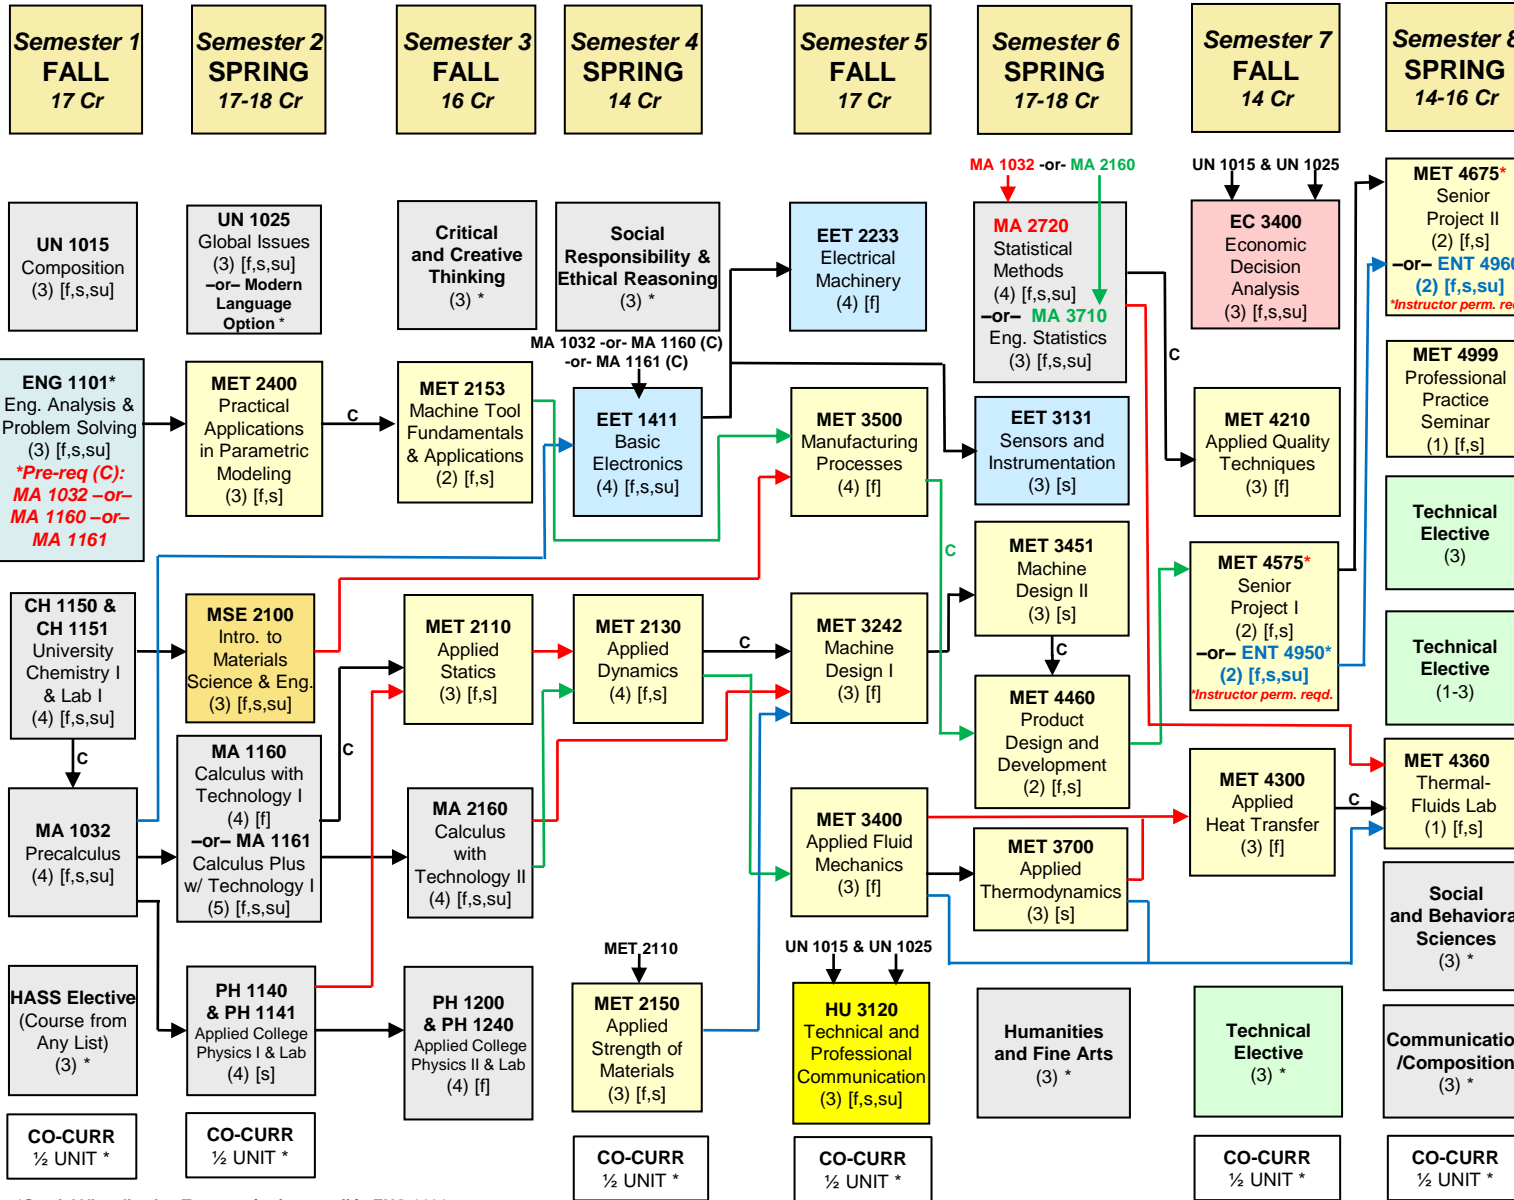 Semester 1
FALL
17 Cr
Semester 2
SPRING
17-18 Cr
Semester 3
FALL
16 Cr
Semester 4
SPRING
14 Cr
Semester 5
FALL
17 Cr
Semester 6
SPRING
17-18 Cr
Semester 7
FALL
14 Cr
Semester 8
SPRING
14-16 Cr
UN 1015
Composition
(3) [f,s,su]
UN 1025
Global Issues
(3) [f,s,su]
–or– Modern
Language
Option *
Critical
and Creative
Thinking
(3) *
Social
Responsibility &
Ethical Reasoning
(3) *
EET 2233
Electrical
Machinery
(4) [f]
MA 1032 -or- MA 2160
MA 2720
Statistical
Methods
(4) [f,s,su]
–or– MA 3710
Eng. Statistics
(3) [f,s,su]
UN 1015 & UN 1025
EC 3400
Economic
Decision
Analysis
(3) [f,s,su]
MET 4675*
Senior
Project II
(2) [f,s]
–or– ENT 4960
(2) [f,s,su]
*Instructor perm. re
ENG 1101*
Eng. Analysis &
Problem Solving
(3) [f,s,su]
*Pre-req (C):
MA 1032 –or–
MA 1160 –or–
MA 1161
MET 2400
Practical
Applications
in Parametric
Modeling
(3) [f,s]
C
MET 2153
Machine Tool
Fundamentals
& Applications
(2) [f,s]
MA 1032 -or- MA 1160 (C)
-or- MA 1161 (C)
EET 1411
Basic
Electronics
(4) [f,s,su]
MET 3500
Manufacturing
Processes
(4) [f]
C
EET 3131
Sensors and
Instrumentation
(3) [s]
C
MET 4210
Applied Quality
Techniques
(3) [f]
MET 4999
Professional
Practice
Seminar
(1) [f,s]
Technical
Elective
(3)
CH 1150 &
CH 1151
University
Chemistry I
& Lab I
(4) [f,s,su]
C
MSE 2100
Intro. to
Materials
Science & Eng.
(3) [f,s,su]
MET 2110
Applied
Statics
(3) [f,s]
MET 2130
Applied
Dynamics
(4) [f,s]
C
MET 3242
Machine
Design I
(3) [f]
MET 3451
Machine
Design II
(3) [s]
C
MET 4460
Product
Design and
Development
(2) [f,s]
MET 4575*
Senior
Project I
(2) [f,s]
–or– ENT 4950*
(2) [f,s,su]
*Instructor perm. reqd.
Technical
Elective
(1-3)
MA 1032
Precalculus
(4) [f,s,su]
MA 1160
Calculus with
Technology I
(4) [f]
–or– MA 1161
Calculus Plus
w/ Technology I
(5) [f,s,su]
C
MA 2160
Calculus
with
Technology II
(4) [f,s,su]
MET 3400
Applied Fluid
Mechanics
(3) [f]
MET 3700
Applied
Thermodynamics
(3) [s]
MET 4300
Applied
Heat Transfer
(3) [f]
C
MET 4360
Thermal-
Fluids Lab
(1) [f,s]
HASS Elective
(Course from
Any List)
(3) *
PH 1140
& PH 1141
Applied College
Physics I & Lab
(4) [s]
PH 1200
& PH 1240
Applied College
Physics II & Lab
(4) [f]
MET 2110
MET 2150
Applied
Strength of
Materials
(3) [f,s]
UN 1015 & UN 1025
HU 3120
Technical and
Professional
Communication
(3) [f,s,su]
Humanities
and Fine Arts
(3) *
Technical
Elective
(3) *
Social
and Behaviora
Sciences
(3) *
Communicatio
/Composition
(3) *
CO-CURR
½ UNIT *
CO-CURR
½ UNIT *
CO-CURR
½ UNIT *
CO-CURR
½ UNIT *
CO-CURR
½ UNIT *
CO-CURR
½ UNIT *